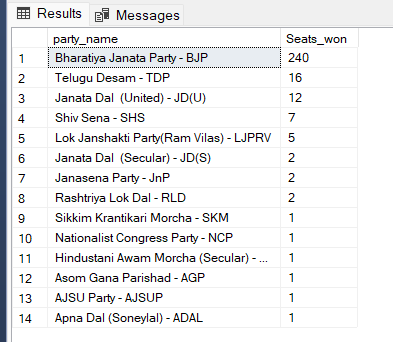 Results Messages
party_name Seats_won
1 Bharatiya Janata Party - BJP 240
2 Telugu Desam - TDP 16
3 Janata Dal (United) - JD(U) 12
4 Shiv Sena - SHS 7
5 Lok Janshakti Party(Ram Vilas) - LJPRV 5
6 Janata Dal (Secular) - JD(S) 2
7 Janasena Party - JnP 2
8 Rashtriya Lok Dal - RLD 2
9 Sikkim Krantikari Morcha - SKM 1
10 Nationalist Congress Party - NCP 1
11 Hindustani Awam Morcha (Secular) - ... 1
12 Asom Gana Parishad - AGP 1
13 AJSU Party - AJSUP 1
14 Apna Dal (Soneylal) - ADAL 1